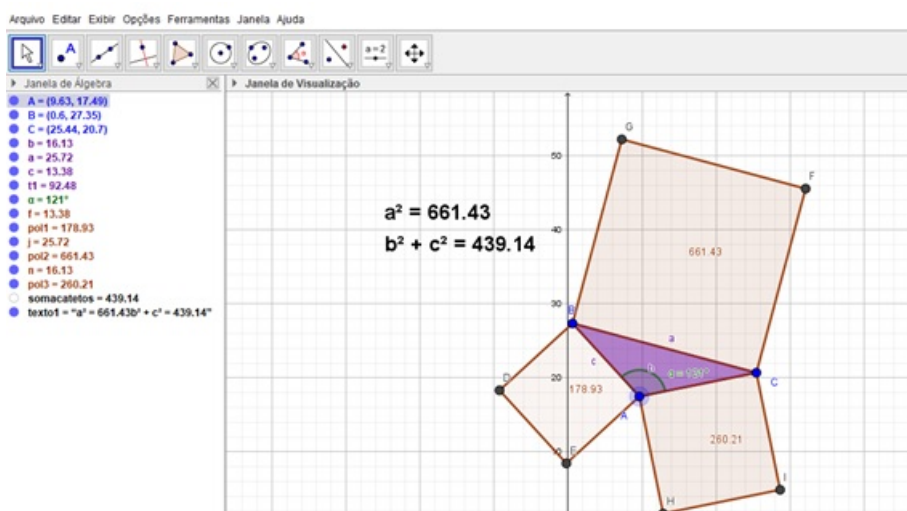 Arquivo Editar Exibir Opções Ferramentas Janela Ajuda
A
a=2
Janela de Álgebra
Janela de Visualização
A = (9.63, 17.49)
B = (0.6, 27.35)
C = (25.44, 20.7)
b = 16.13
a = 25.72
c = 13.38
t1 = 92.48
α = 121°
f = 13.38
pol1 = 178.93
j = 25.72
pol2 = 661.43
n = 16.13
pol3 = 260.21
somacatetos = 439.14
texto1 = "a² = 661.43b² + c² = 439.14"
a² = 661.43
b² + c² = 439.14
G
50
F
40
661.43
30
B
a
c
b
α = 121°
20
D
178.93
A
C
10
E
260.21
I
H